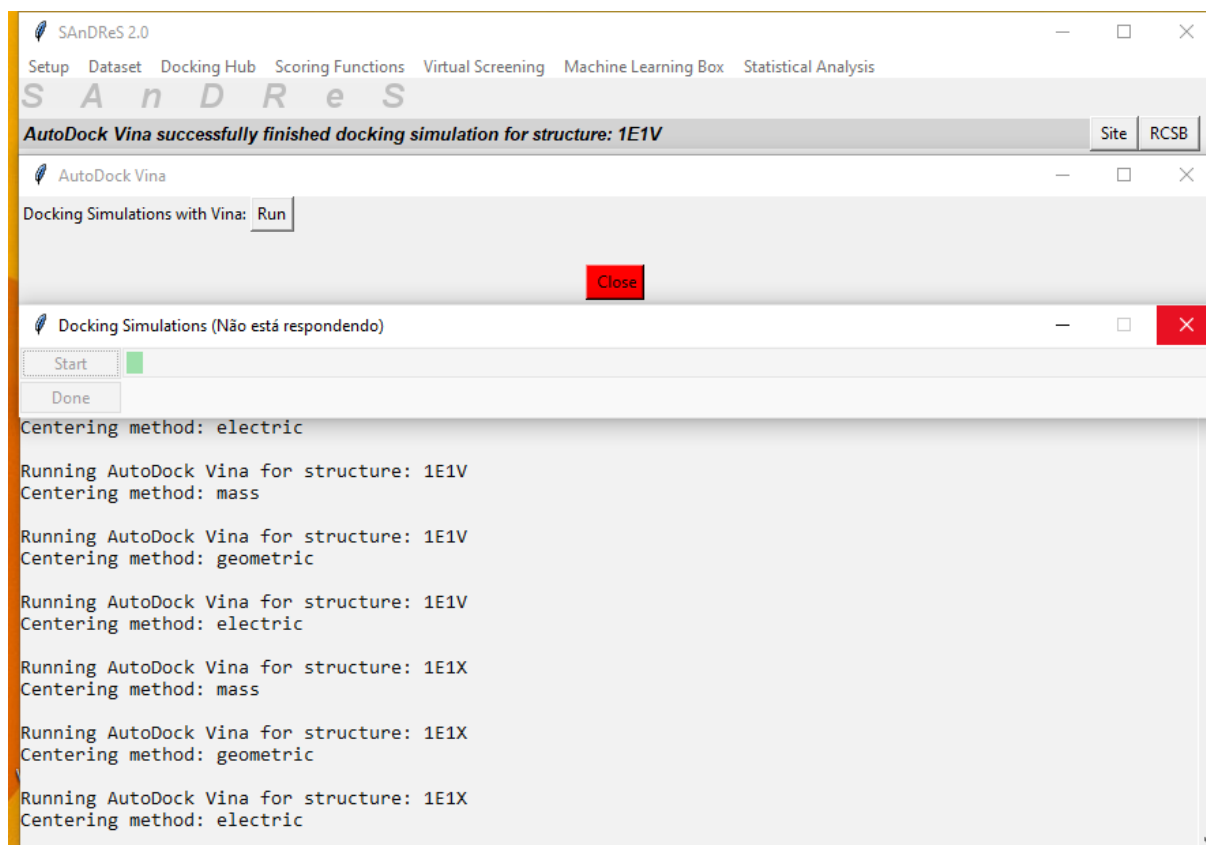 SAnDReS 2.0
Setup Dataset Docking Hub Scoring Functions Virtual Screening Machine Learning Box Statistical Analysis
S A n D R e S
AutoDock Vina successfully finished docking simulation for structure: 1E1V Site RCSB
AutoDock Vina
Docking Simulations with Vina: Run
Close
Docking Simulations (Não está respondendo)
Start
Done
Centering method: electric
Running AutoDock Vina for structure: 1E1V
Centering method: mass
Running AutoDock Vina for structure: 1E1V
Centering method: geometric
Running AutoDock Vina for structure: 1E1V
Centering method: electric
Running AutoDock Vina for structure: 1E1X
Centering method: mass
Running AutoDock Vina for structure: 1E1X
Centering method: geometric
Running AutoDock Vina for structure: 1E1X
Centering method: electric